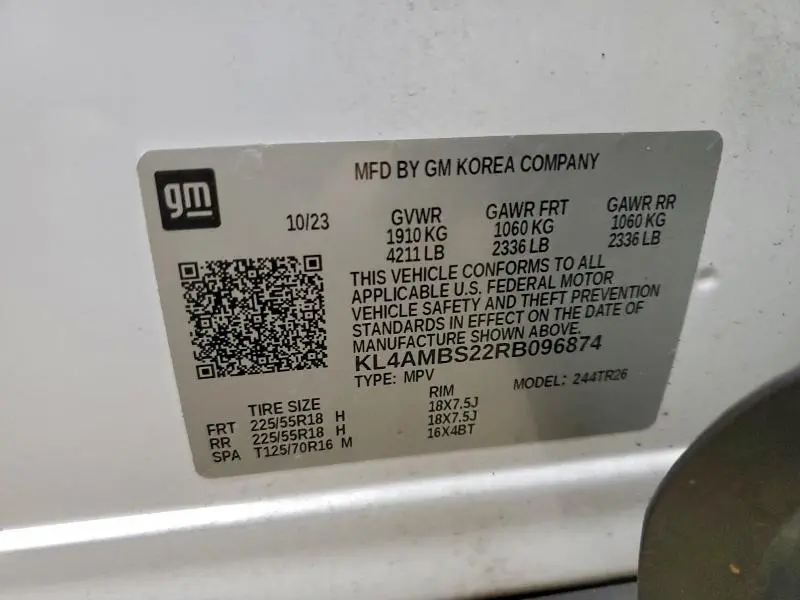 gm
MFD BY GM KOREA COMPANY
10/23 GVWR GAWR FRT GAWR RR
1910 KG 1060 KG 1060 KG
4211 LB 2336 LB 2336 LB
THIS VEHICLE CONFORMS TO ALL
APPLICABLE U.S. FEDERAL MOTOR
VEHICLE SAFETY AND THEFT PREVENTION
STANDARDS IN EFFECT ON THE DATE OF
MANUFACTURE SHOWN ABOVE.
KL4AMBS22RB096874
TYPE: MPV MODEL: 244TR26
TIRE SIZE RIM
FRT 225/55R18 H 18X7.5J
RR 225/55R18 H 18X7.5J
SPA T125/70R16 M 16X4BT